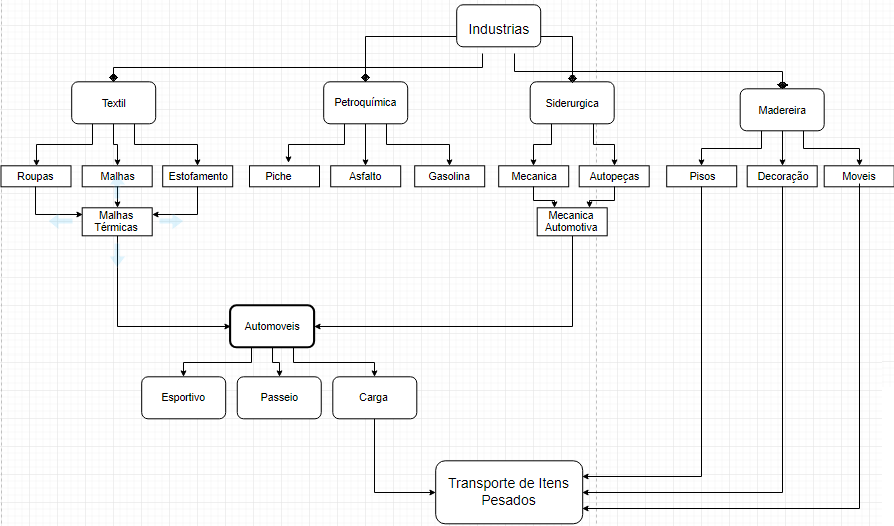 Industrias
Textil
Petroquímica
Siderurgica
Madereira
Roupas
Malhas
Estofamento
Piche
Asfalto
Gasolina
Mecanica
Autopeças
Pisos
Decoração
Moveis
Malhas
Térmicas
Mecanica
Automotiva
Automoveis
Esportivo
Passeio
Carga
Transporte de Itens
Pesados